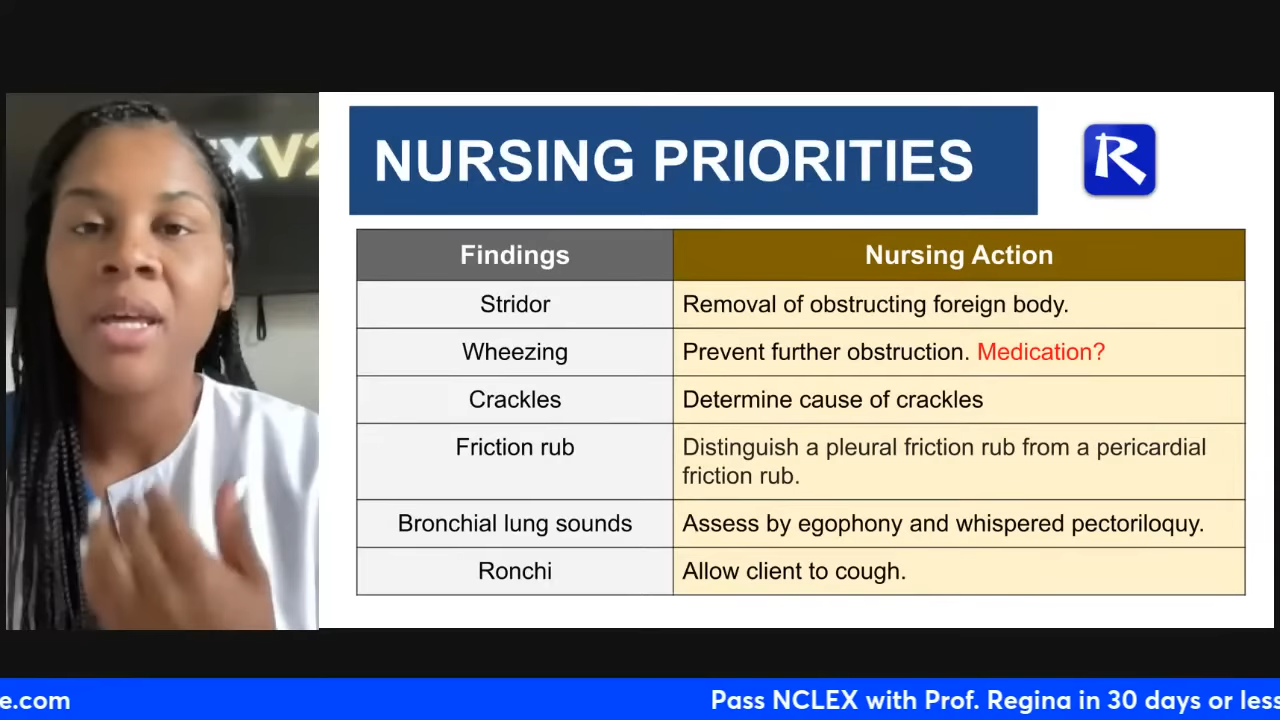 XV2
NURSING PRIORITIES
R
Findings
Nursing Action
Stridor
Removal of obstructing foreign body.
Wheezing
Prevent further obstruction. Medication?
Crackles
Determine cause of crackles
Friction rub
Distinguish a pleural friction rub from a pericardial
friction rub.
Bronchial lung sounds
Assess by egophony and whispered pectoriloquy.
Ronchi
Allow client to cough.
e.com
Pass NCLEX with Prof. Regina in 30 days or less